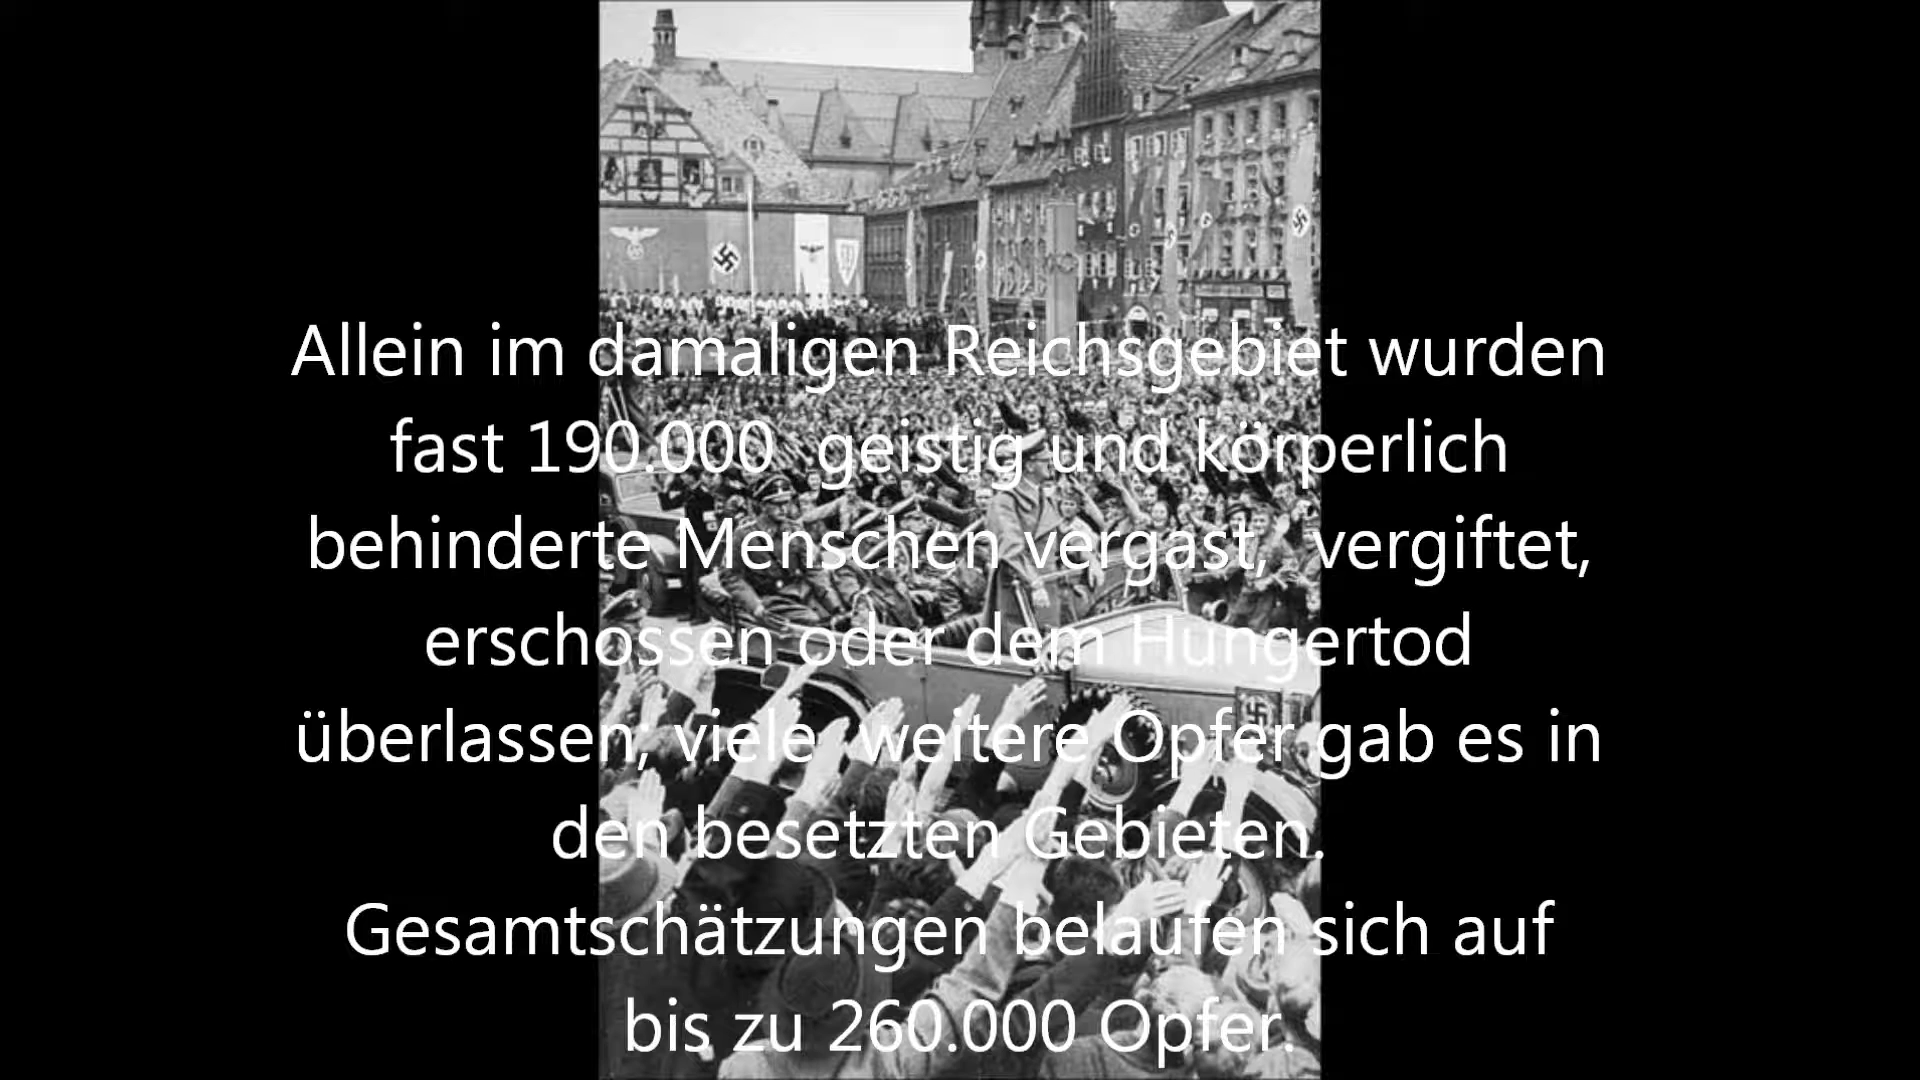 Allein im damaligen Reichsgebiet wurden
fast 190.000 geistig und körperlich
behinderte Menschen vergast, vergiftet,
erschossen oder dem Hungertod
überlassen; viele weitere Opfer gab es in
den besetzten Gebieten.
Gesamtschätzungen belaufen sich auf
bis zu 260.000 Opfer.